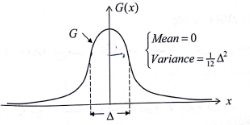 G(x)
G
{Mean = 0
Variance = 1/12 Δ²
x
Δ